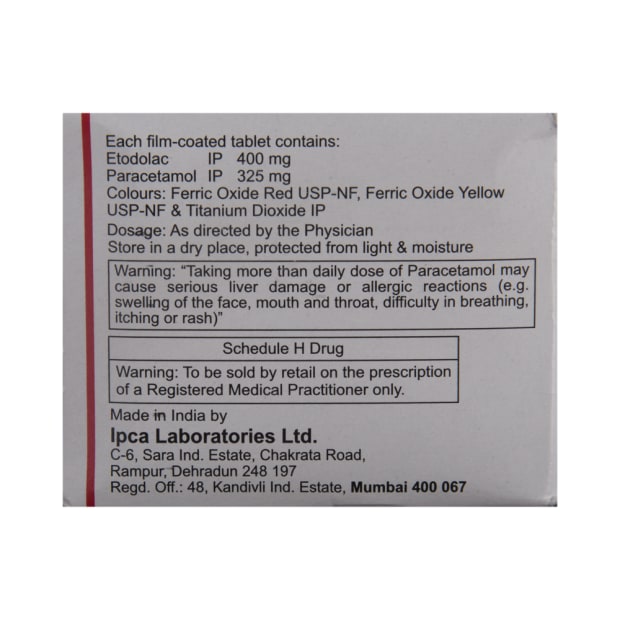 Each film-coated tablet contains:
Etodolac IP 400 mg
Paracetamol IP 325 mg
Colours: Ferric Oxide Red USP-NF, Ferric Oxide Yellow
USP-NF & Titanium Dioxide IP
Dosage: As directed by the Physician
Store in a dry place, protected from light & moisture
Warning: “Taking more than daily dose of Paracetamol may
cause serious liver damage or allergic reactions (e.g.
swelling of the face, mouth and throat, difficulty in breathing,
itching or rash)”
Schedule H Drug
Warning: To be sold by retail on the prescription
of a Registered Medical Practitioner only.
Made in India by
Ipca Laboratories Ltd.
C-6, Sara Ind. Estate, Chakrata Road,
Rampur, Dehradun 248 197
Regd. Off.: 48, Kandivli Ind. Estate, Mumbai 400 067